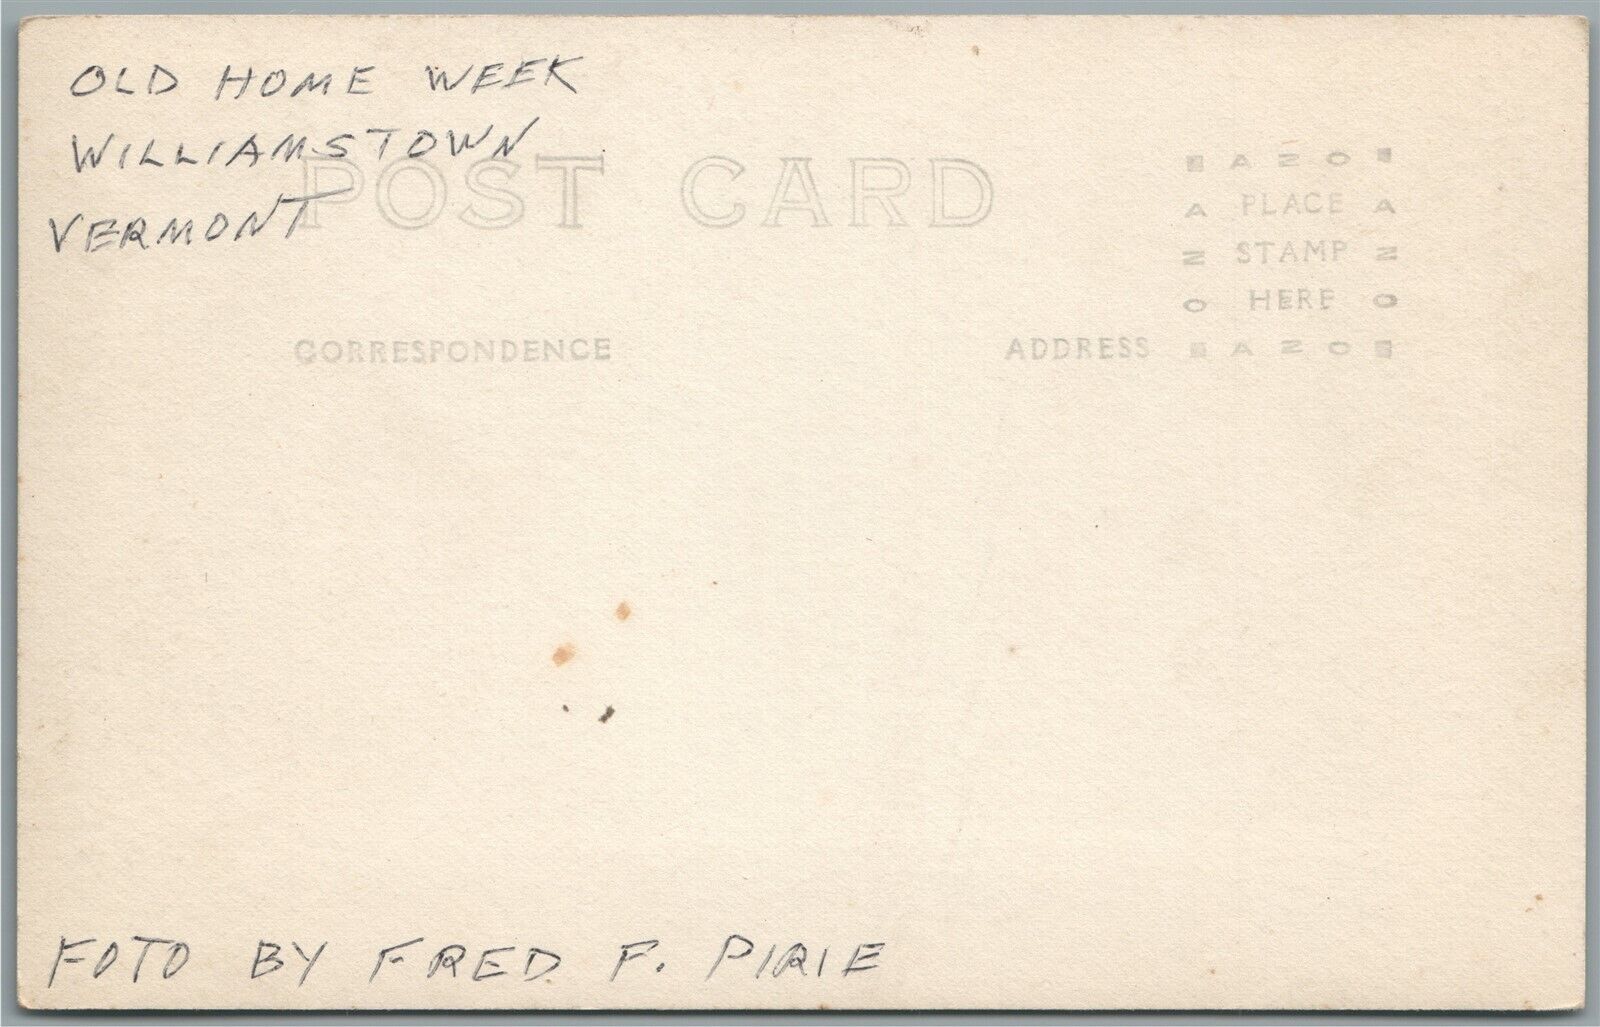 OLD HOME WEEK
WILLIAMSTOWN
VERMONT
POST CARD
AZO
A PLACE A
Z STAMP Z
O HERE O
CORRESPONDENCE
ADDRESS
AZO
FOTO BY FRED F. PIRIE